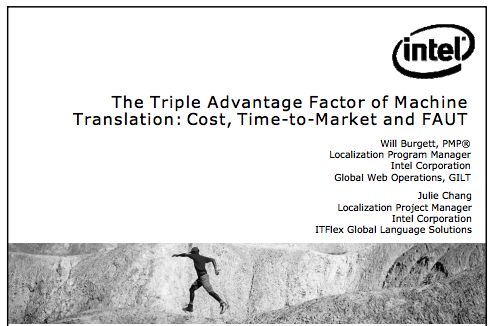 intel®
The Triple Advantage Factor of Machine
Translation: Cost, Time-to-Market and FAUT
Will Burgett, PMP®
Localization Program Manager
Intel Corporation
Global Web Operations, GILT
Julie Chang
Localization Project Manager
Intel Corporation
ITFlex Global Language Solutions